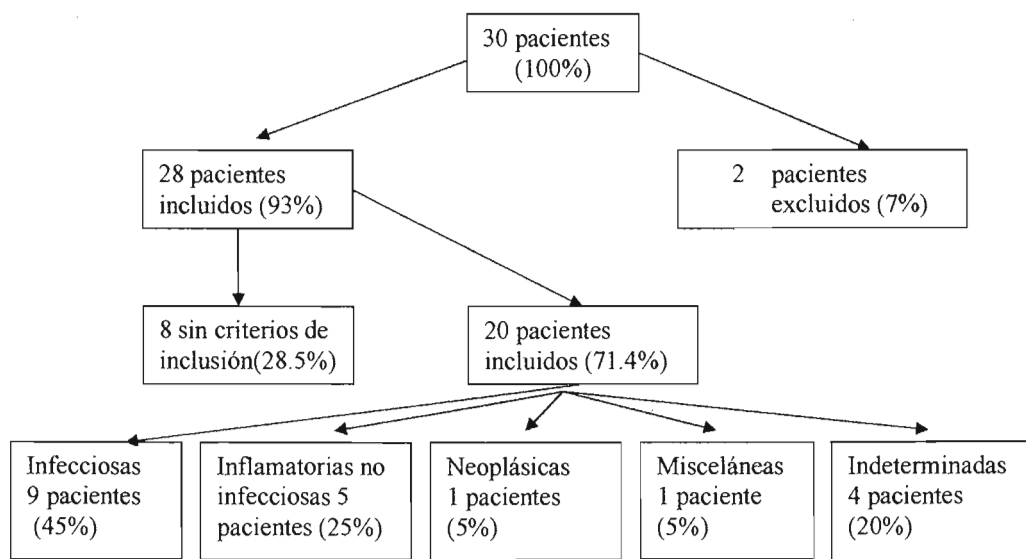 30 pacientes
(100%)
28 pacientes
incluidos (93%)
2 pacientes
excluidos (7%)
8 sin criterios de
inclusión(28.5%)
20 pacientes
incluidos (71.4%)
Infecciosas
9 pacientes
(45%)
Inflamatorias no
infecciosas 5
pacientes (25%)
Neoplásicas
1 pacientes
(5%)
Misceláneas
1 paciente
(5%)
Indeterminadas
4 pacientes
(20%)